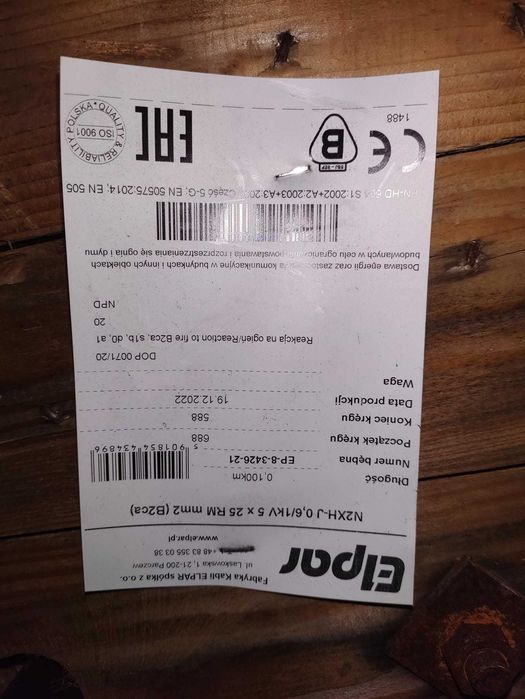 Elpar
Fabryka Kabli ELPAR spółka z o.o.
ul. Laskowska 1, 21-200 Parczew
+48 83 355 03 38
www.elpar.pl
N2XH-J 0,6/1kV 5 x 25 RM mm2 (B2ca)
Długość 0,100km
Numer bębna EP-8-3426-21
Początek kręgu 688
Koniec kręgu 588
Data produkcji 19.12.2022
Waga
5901854434896
DOP 0071/20
Reakcja na ogień/Reaction to fire B2ca, s1b, d0, a1
20
NPD
Dostawa energii oraz zastosowania komunikacyjne w budynkach i innych obiektach
budowlanych w celu ograniczenia powstawania i rozprzestrzeniania się ognia i dymu
S1:2002+A2:2003+A3:20 Część 5-G; EN 50575:2014; EN 505
CE
1488
B
EAC
POLSKA • QUALITY & RELIABILITY
ISO 9001